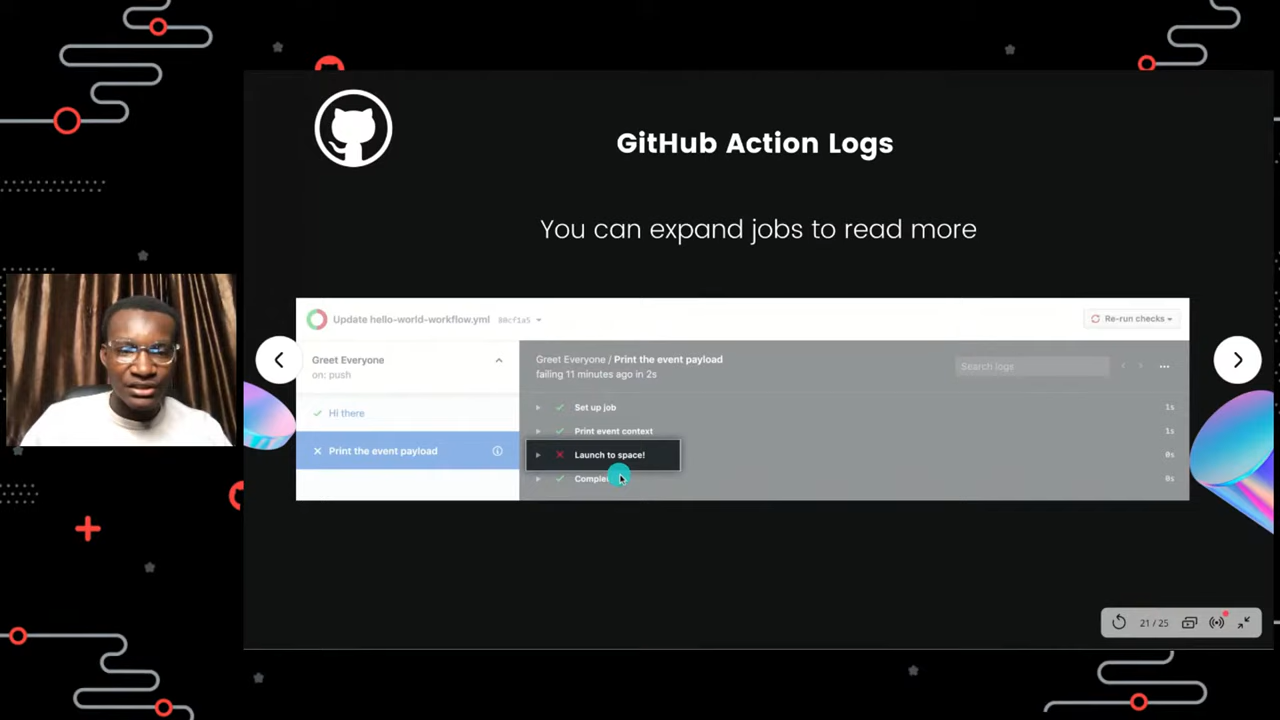 GitHub Action Logs
You can expand jobs to read more
Update hello-world-workflow.yml 80cf1a5
Re-run checks
Greet Everyone
on: push
Hi there
Print the event payload
Greet Everyone / Print the event payload
failing 11 minutes ago in 2s
Search logs
Set up job 1s
Print event context 1s
Launch to space! 0s
0s
21 / 25